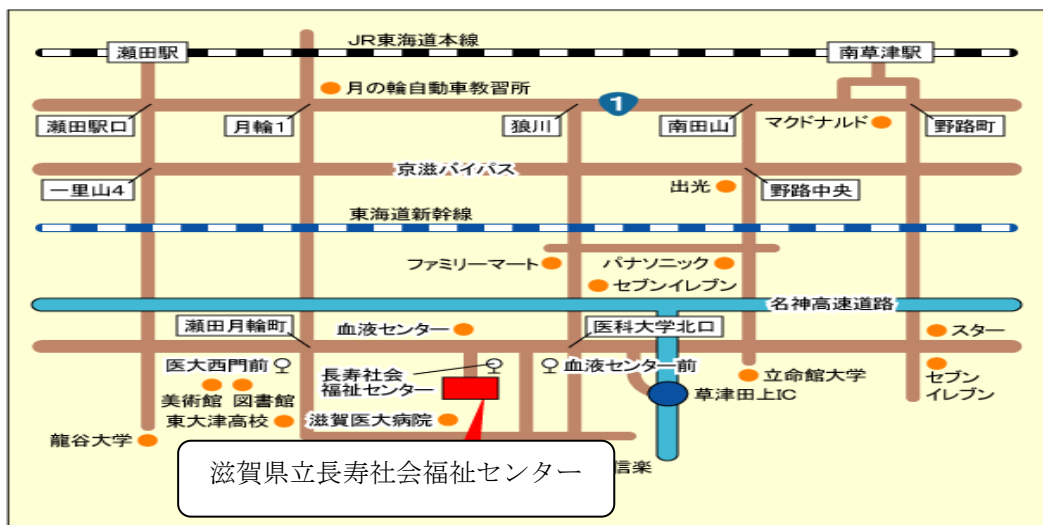 JR東海道本線
瀬田駅
南草津駅
月の輪自動車教習所
1
瀬田駅口
月輪1
狼川
南田山
マクドナルド
野路町
京滋バイパス
一里山4
出光
野路中央
東海道新幹線
ファミリーマート
パナソニック
セブンイレブン
名神高速道路
瀬田月輪町
血液センター
医科大学北口
スター
医大西門前
長寿社会
福祉センター
血液センター前
立命館大学
セブン
イレブン
美術館
図書館
草津田上IC
東大津高校
滋賀医大病院
龍谷大学
信楽
滋賀県立長寿社会福祉センター